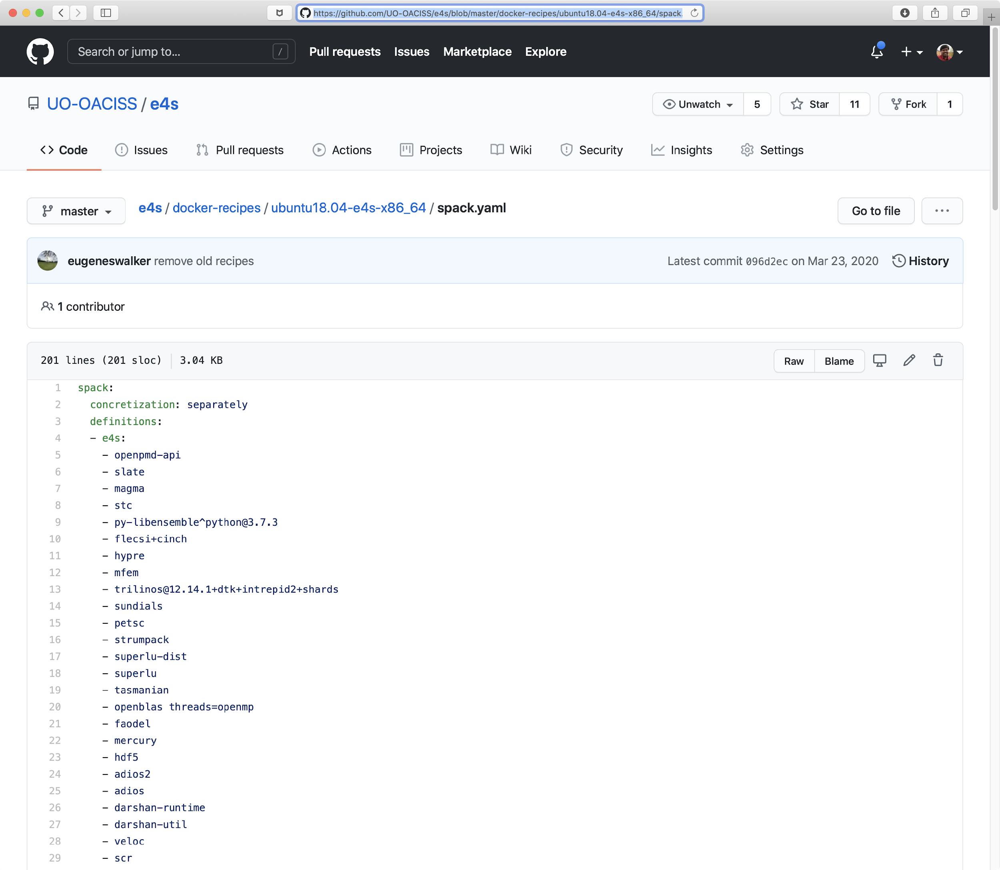 https://github.com/UO-OACISS/e4s/blob/master/docker-recipes/ubuntu18.04-e4s-x86_64/spack.
Search or jump to... / Pull requests Issues Marketplace Explore
UO-OACISS / e4s Unwatch 5 Star 11 Fork 1
Code Issues Pull requests Actions Projects Wiki Security Insights Settings
master e4s / docker-recipes / ubuntu18.04-e4s-x86_64 / spack.yaml Go to file ...
eugeneswalker remove old recipes Latest commit 096d2ec on Mar 23, 2020 History
1 contributor
201 lines (201 sloc) 3.04 KB Raw Blame
1 spack:
2 concretization: separately
3 definitions:
4 - e4s:
5 - openpmd-api
6 - slate
7 - magma
8 - stc
9 - py-libensemble^python@3.7.3
10 - flecsi+cinch
11 - hypre
12 - mfem
13 - trilinos@12.14.1+dtk+intrepid2+shards
14 - sundials
15 - petsc
16 - strumpack
17 - superlu-dist
18 - superlu
19 - tasmanian
20 - openblas threads=openmp
21 - faodel
22 - mercury
23 - hdf5
24 - adios2
25 - adios
26 - darshan-runtime
27 - darshan-util
28 - veloc
29 - scr